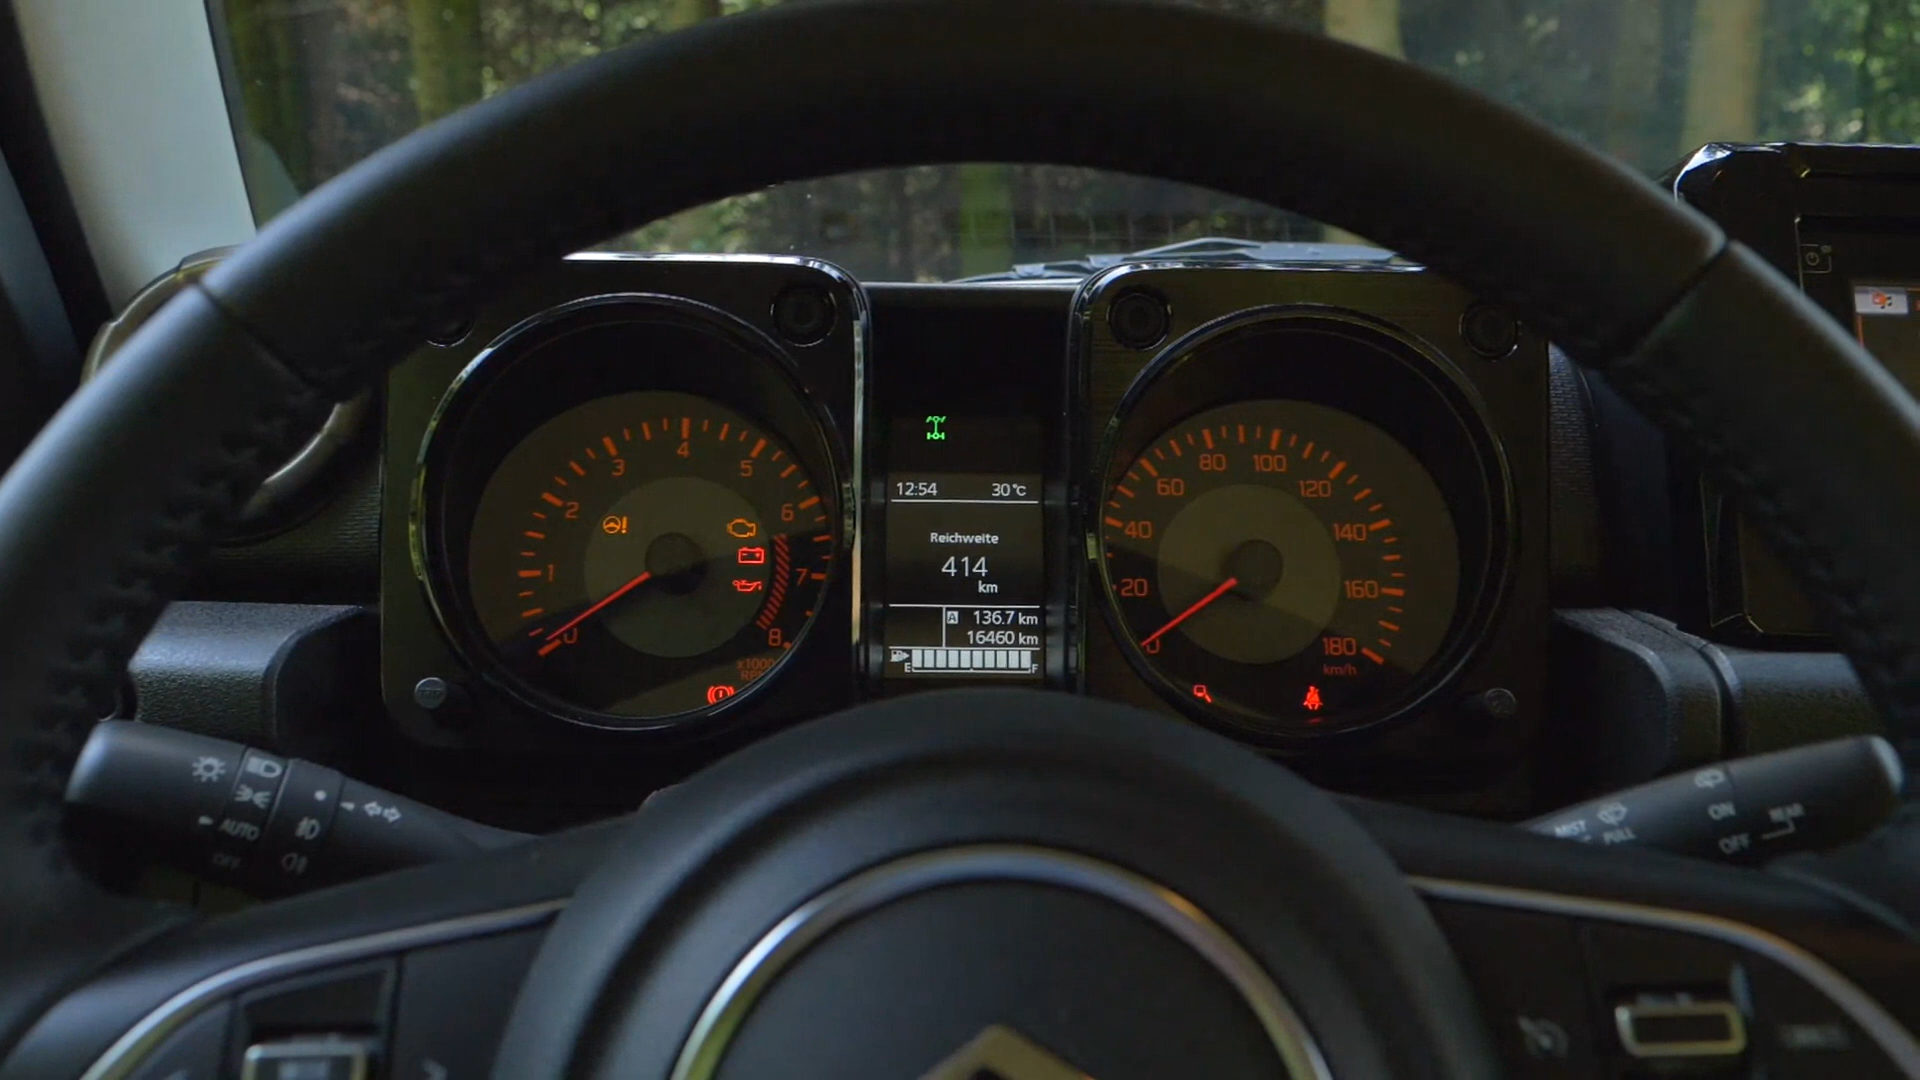 1
2
3
4
5
6
7
8
0
x1000
RPM
12:54 30°C
Reichweite
414
km
A 136.7 km
16460 km
E F
0
20
40
60
80
100
120
140
160
180
km/h
AUTO
OFF
MIST
PULL
ON
OFF
REAR